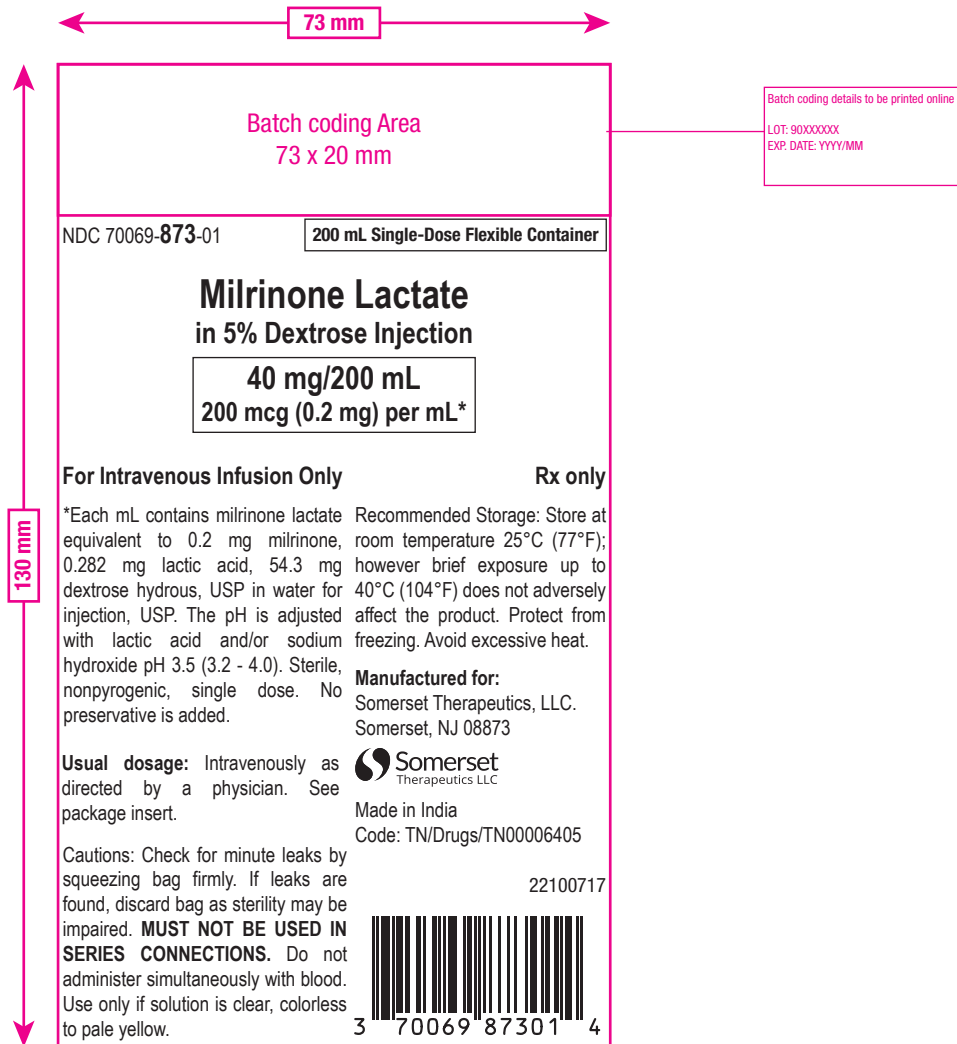 73 mm
Batch coding Area
73 x 20 mm
Batch coding details to be printed online
LOT: 90XXXXXX
EXP. DATE: YYYY/MM
130 mm
NDC 70069-873-01
200 mL Single-Dose Flexible Container
Milrinone Lactate
in 5% Dextrose Injection
40 mg/200 mL
200 mcg (0.2 mg) per mL*
For Intravenous Infusion Only
Rx only
*Each mL contains milrinone lactate
equivalent to 0.2 mg milrinone,
0.282 mg lactic acid, 54.3 mg
dextrose hydrous, USP in water for
injection, USP. The pH is adjusted
with lactic acid and/or sodium
hydroxide pH 3.5 (3.2 - 4.0). Sterile,
nonpyrogenic, single dose. No
preservative is added.
Usual dosage: Intravenously as
directed by a physician. See
package insert.
Cautions: Check for minute leaks by
squeezing bag firmly. If leaks are
found, discard bag as sterility may be
impaired. MUST NOT BE USED IN
SERIES CONNECTIONS. Do not
administer simultaneously with blood.
Use only if solution is clear, colorless
to pale yellow.
Recommended Storage: Store at
room temperature 25°C (77°F);
however brief exposure up to
40°C (104°F) does not adversely
affect the product. Protect from
freezing. Avoid excessive heat.
Manufactured for:
Somerset Therapeutics, LLC.
Somerset, NJ 08873
Somerset
Therapeutics LLC
Made in India
Code: TN/Drugs/TN00006405
22100717
3 70069 87301 4